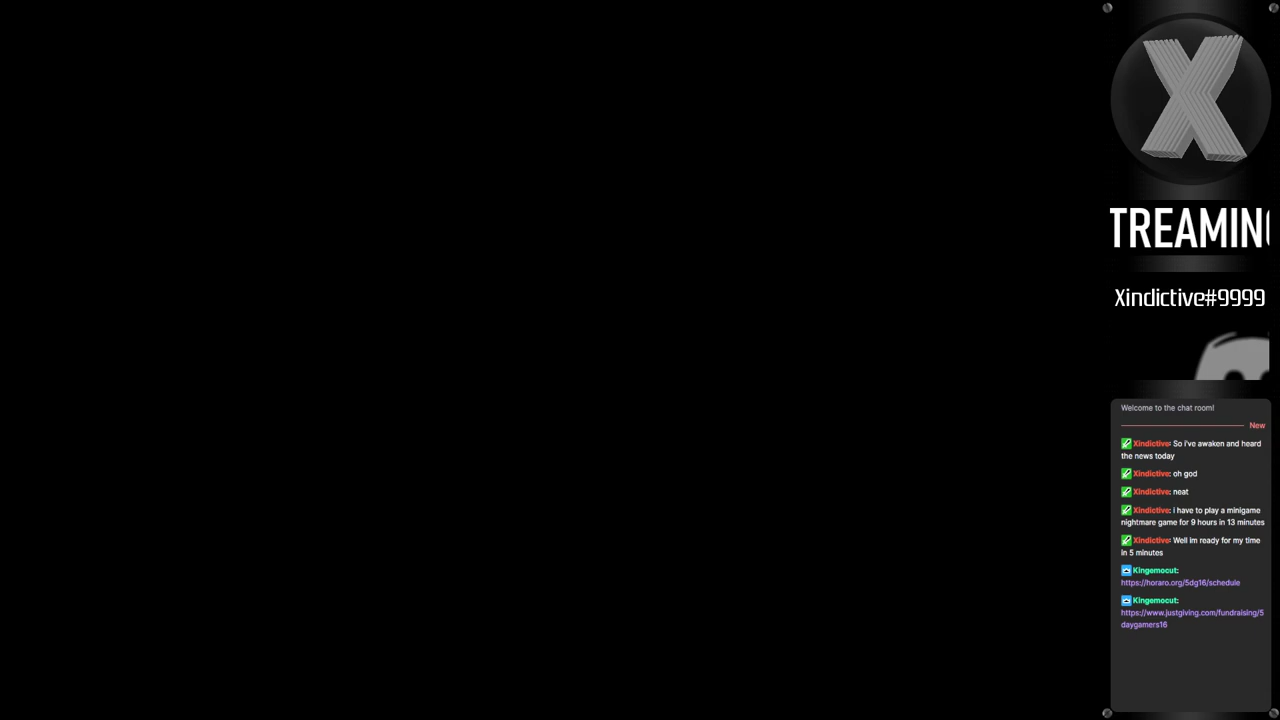 X
TREAMIN
Xindictive#9999
Welcome to the chat room!
New
Xindictive: So i've awaken and heard
the news today
Xindictive: oh god
Xindictive: neat
Xindictive: i have to play a minigame
nightmare game for 9 hours in 13 minutes
Xindictive: Well im ready for my time
in 5 minutes
Kingemocut:
https://horaro.org/5dg16/schedule
Kingemocut:
https://www.justgiving.com/fundraising/5
daygamers16